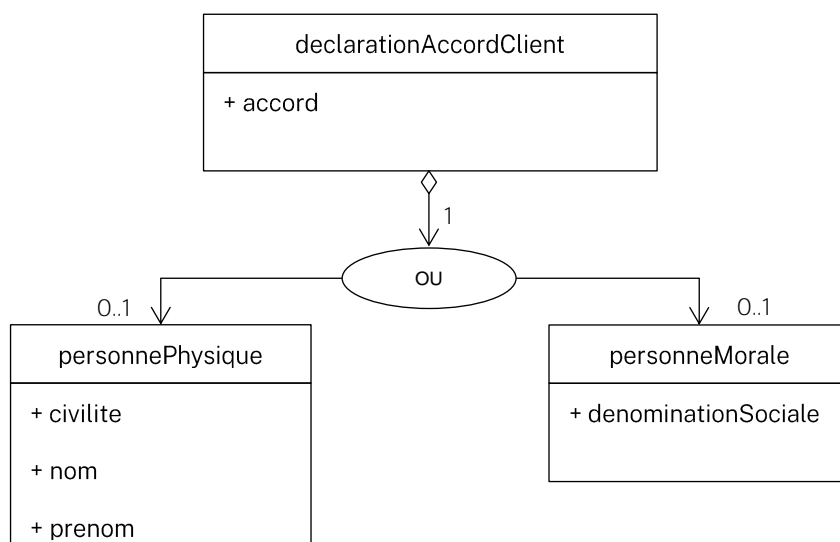 declarationAccordClient
+ accord
1
OU
0..1
0..1
personnePhysique
personneMorale
+ civilite
+ denominationSociale
+ nom
+ prenom